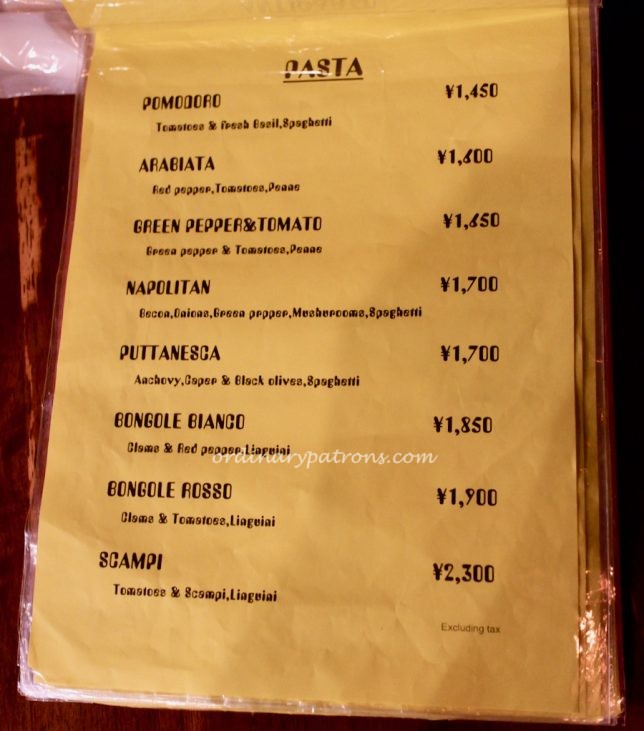 PASTA
POMODORO ¥1,450
Tomatoes & fresh Basil,Spaghetti
ARABIATA ¥1,600
Red pepper,Tomatoes,Penne
GREEN PEPPER&TOMATO ¥1,650
Green pepper & Tomatoes,Penne
NAPOLITAN ¥1,700
Bacon,Onions,Green prpper,Mushurooms,Spaghetti
PUTTANESCA ¥1,700
Anchovy,Caper & Black olives,Spaghetti
BONGOLE BIANCO ¥1,850
Clams & Red pepper,Linguini
ordinarypatrons.com
BONGOLE ROSSO ¥1,900
Clams & Tomatoes,Linguini
SCAMPI ¥2,300
Tomatoes & Scampi,Linguini
Excluding tax